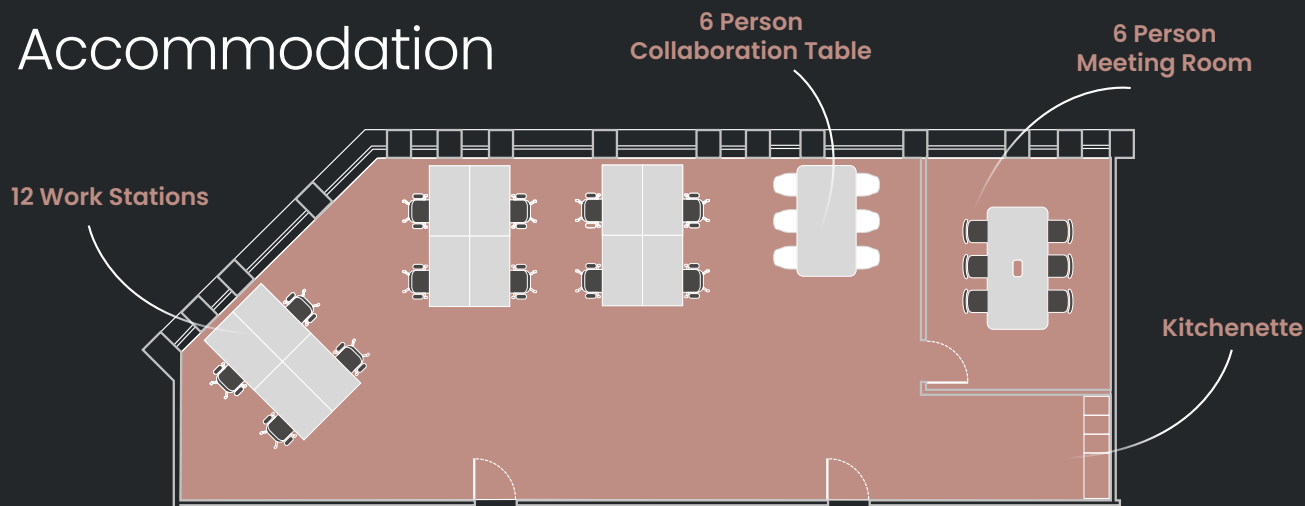 Accommodation
6 Person
Collaboration Table
6 Person
Meeting Room
12 Work Stations
Kitchenette